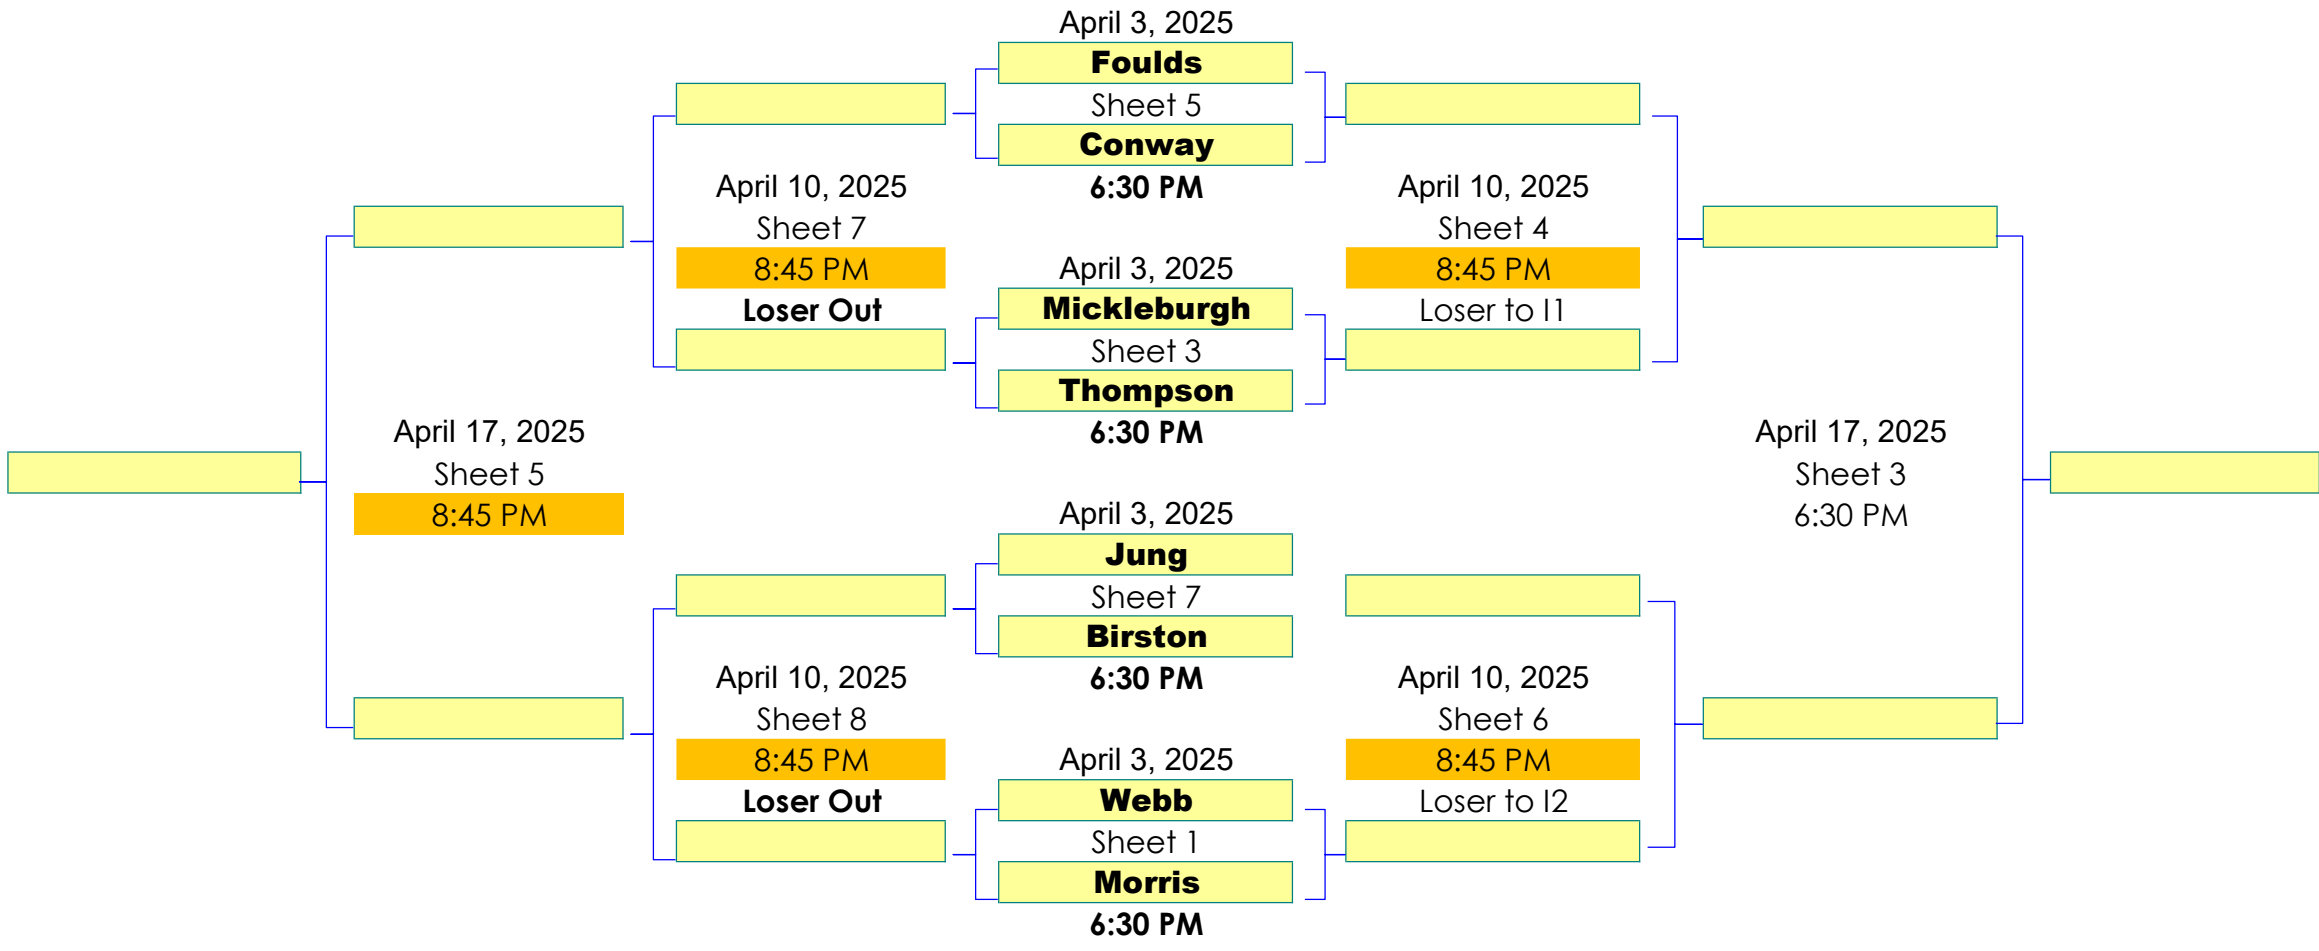 April 3, 2025
Foulds
Sheet 5
Conway
April 10, 2025
6:30 PM
April 10, 2025
Sheet 7
Sheet 4
8:45 PM
April 3, 2025
8:45 PM
Loser Out
Mickleburgh
Loser to I1
Sheet 3
Thompson
April 17, 2025
6:30 PM
April 17, 2025
Sheet 5
Sheet 3
8:45 PM
April 3, 2025
6:30 PM
Jung
Sheet 7
Birston
April 10, 2025
6:30 PM
April 10, 2025
Sheet 8
Sheet 6
8:45 PM
April 3, 2025
8:45 PM
Loser Out
Webb
Loser to I2
Sheet 1
Morris
6:30 PM